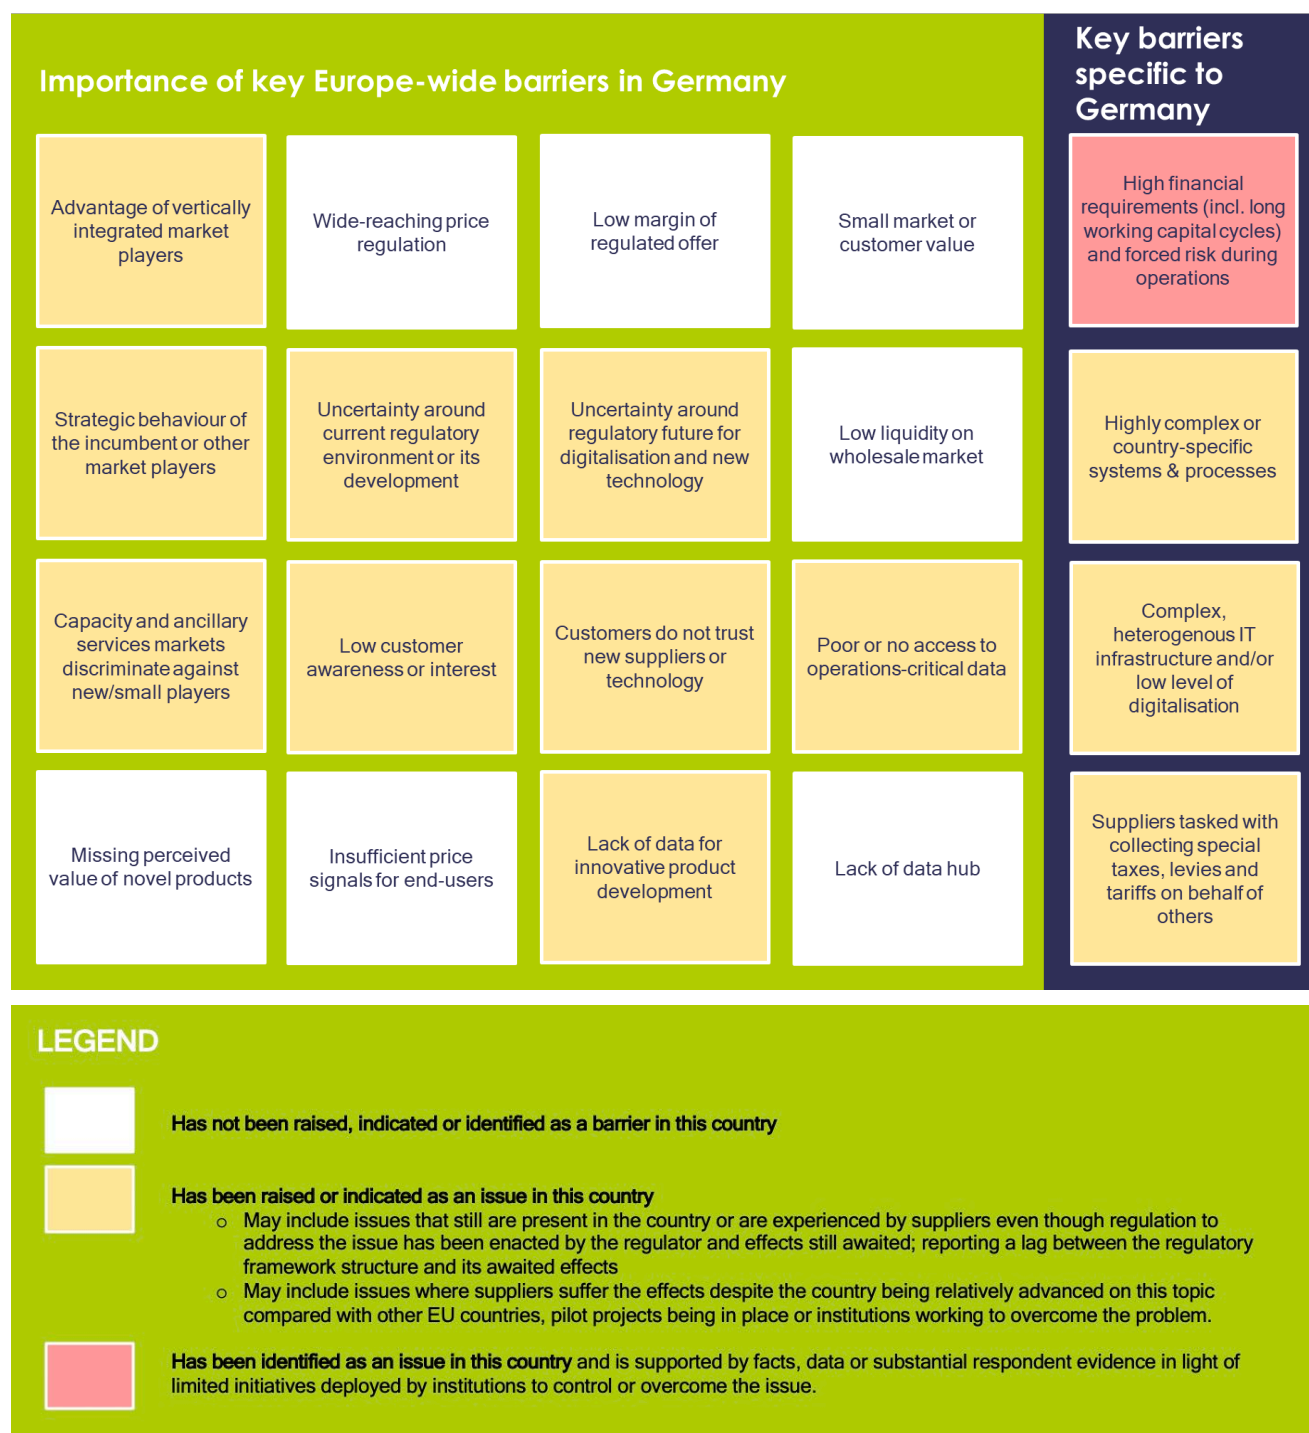 Importance of key Europe-wide barriers in Germany
Key barriers
specific to
Germany
Advantage of vertically
integrated market
players
Wide-reaching price
regulation
Low margin of
regulated offer
Small market or
customer value
High financial
requirements (incl. long
working capital cycles)
and forced risk during
operations
Strategic behaviour of
the incumbent or other
market players
Uncertainty around
current regulatory
environment or its
development
Uncertainty around
regulatory future for
digitalisation and new
technology
Low liquidity on
wholesale market
Highly complex or
country-specific
systems & processes
Capacity and ancillary
services markets
discriminate against
new/small players
Low customer
awareness or interest
Customers do not trust
new suppliers or
technology
Poor or no access to
operations-critical data
Complex,
heterogenous IT
infrastructure and/or
low level of
digitalisation
Missing perceived
value of novel products
Insufficient price
signals for end-users
Lack of data for
innovative product
development
Lack of data hub
Suppliers tasked with
collecting special
taxes, levies and
tariffs on behalf of
others
LEGEND
Has not been raised, indicated or identified as a barrier in this country
Has been raised or indicated as an issue in this country
o May include issues that still are present in the country or are experienced by suppliers even though regulation to
address the issue has been enacted by the regulator and effects still awaited; reporting a lag between the regulatory
framework structure and its awaited effects
o May include issues where suppliers suffer the effects despite the country being relatively advanced on this topic
compared with other EU countries, pilot projects being in place or institutions working to overcome the problem.
Has been identified as an issue in this country and is supported by facts, data or substantial respondent evidence in light of
limited initiatives deployed by institutions to control or overcome the issue.